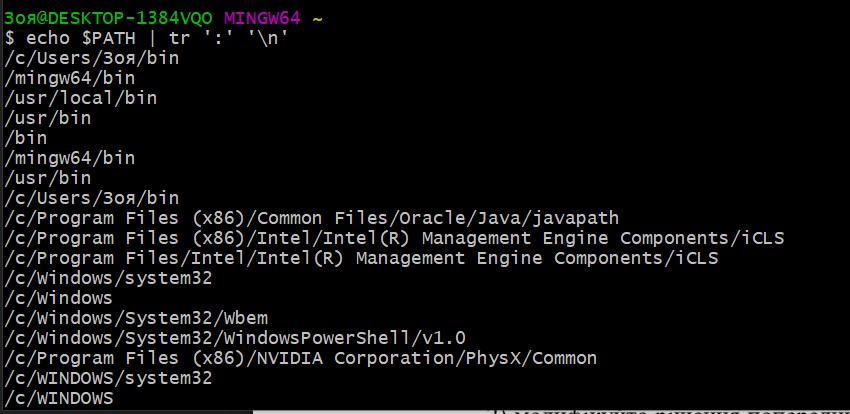 Зоя@DESKTOP-1384VQO MINGW64 ~
$ echo $PATH | tr ':' '\n'
/c/Users/Зоя/bin
/mingw64/bin
/usr/local/bin
/usr/bin
/bin
/mingw64/bin
/usr/bin
/c/Users/Зоя/bin
/c/Program Files (x86)/Common Files/Oracle/Java/javapath
/c/Program Files (x86)/Intel/Intel(R) Management Engine Components/iCLS
/c/Program Files/Intel/Intel(R) Management Engine Components/iCLS
/c/Windows/system32
/c/Windows
/c/Windows/System32/Wbem
/c/Windows/System32/WindowsPowerShell/v1.0
/c/Program Files (x86)/NVIDIA Corporation/PhysX/Common
/c/WINDOWS/system32
/c/WINDOWS